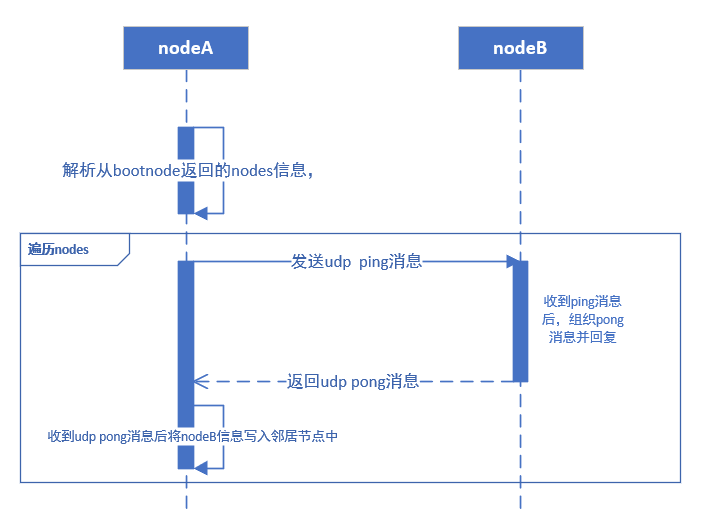 nodeA
nodeB
解析从bootnode返回的nodes信息，
遍历nodes
发送udp ping消息
收到ping消息
后，组织pong
消息并回复
返回udp pong消息
收到udp pong消息后将nodeB信息写入邻居节点中